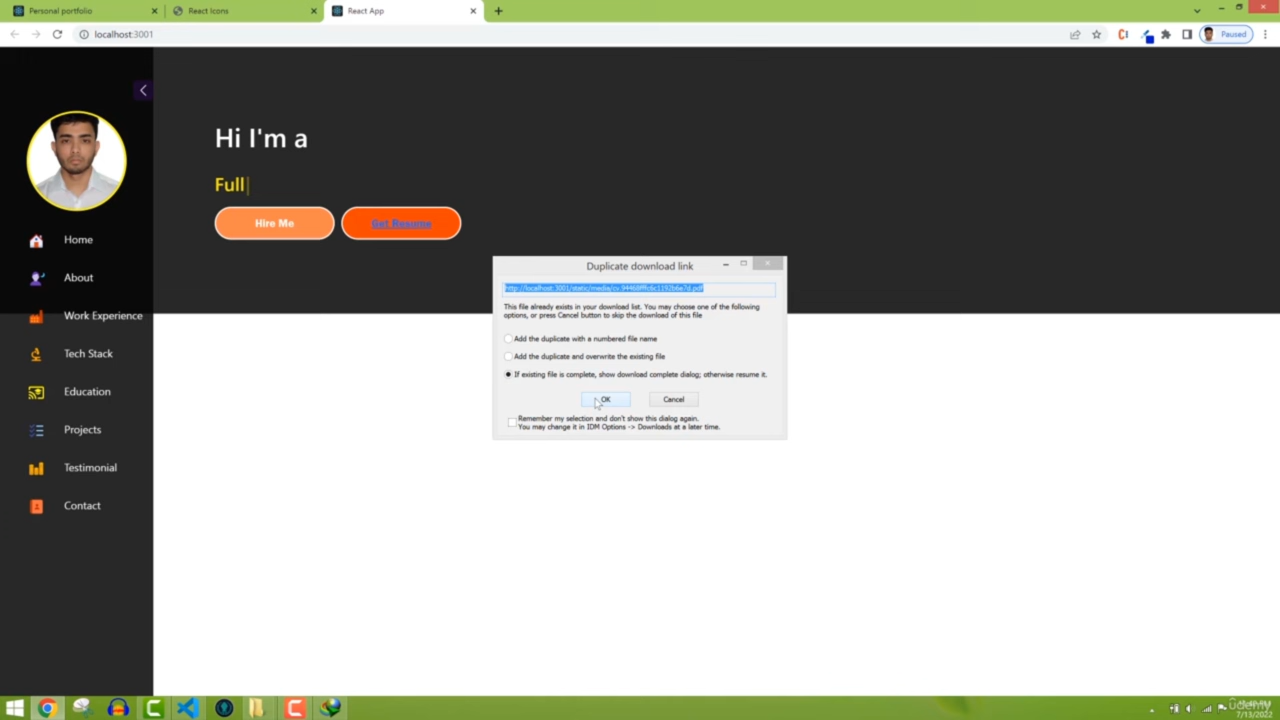 Personal portfolio
React Icons
React App
localhost:3001
Paused
Hi I'm a
Full
Hire Me
Get Resume
Home
About
Work Experience
Tech Stack
Education
Projects
Testimonial
Contact
Duplicate download link
This file already exists in your download list. You may choose one of the following
options, or press Cancel button to skip the download of this file
Add the duplicate with a numbered file name
Add the duplicate and overwrite the existing file
If existing file is complete, show download complete dialog; otherwise resume it.
OK
Cancel
Remember my selection and don't show this dialog again.
You may change it in IDM Options -> Downloads at a later time.
Udemy
7/13/2022